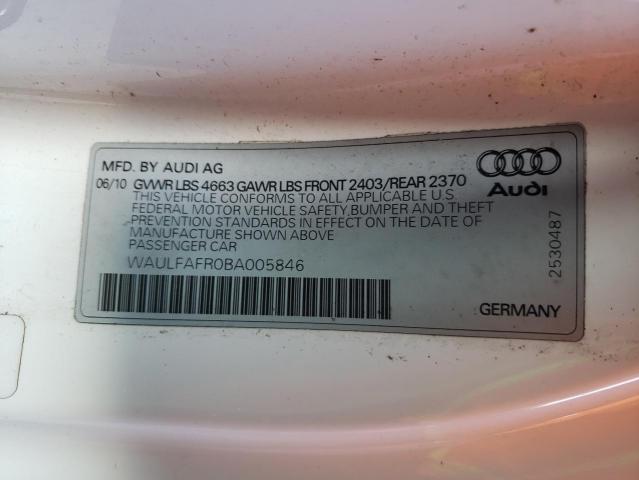 MFD. BY AUDI AG
06/10 GVWR LBS 4663 GAWR LBS FRONT 2403/REAR 2370
THIS VEHICLE CONFORMS TO ALL APPLICABLE U.S
FEDERAL MOTOR VEHICLE SAFETY, BUMPER AND THEFT
PREVENTION STANDARDS IN EFFECT ON THE DATE OF
MANUFACTURE SHOWN ABOVE
PASSENGER CAR
WAULFAFR0BA005846
Audi
2530487
GERMANY